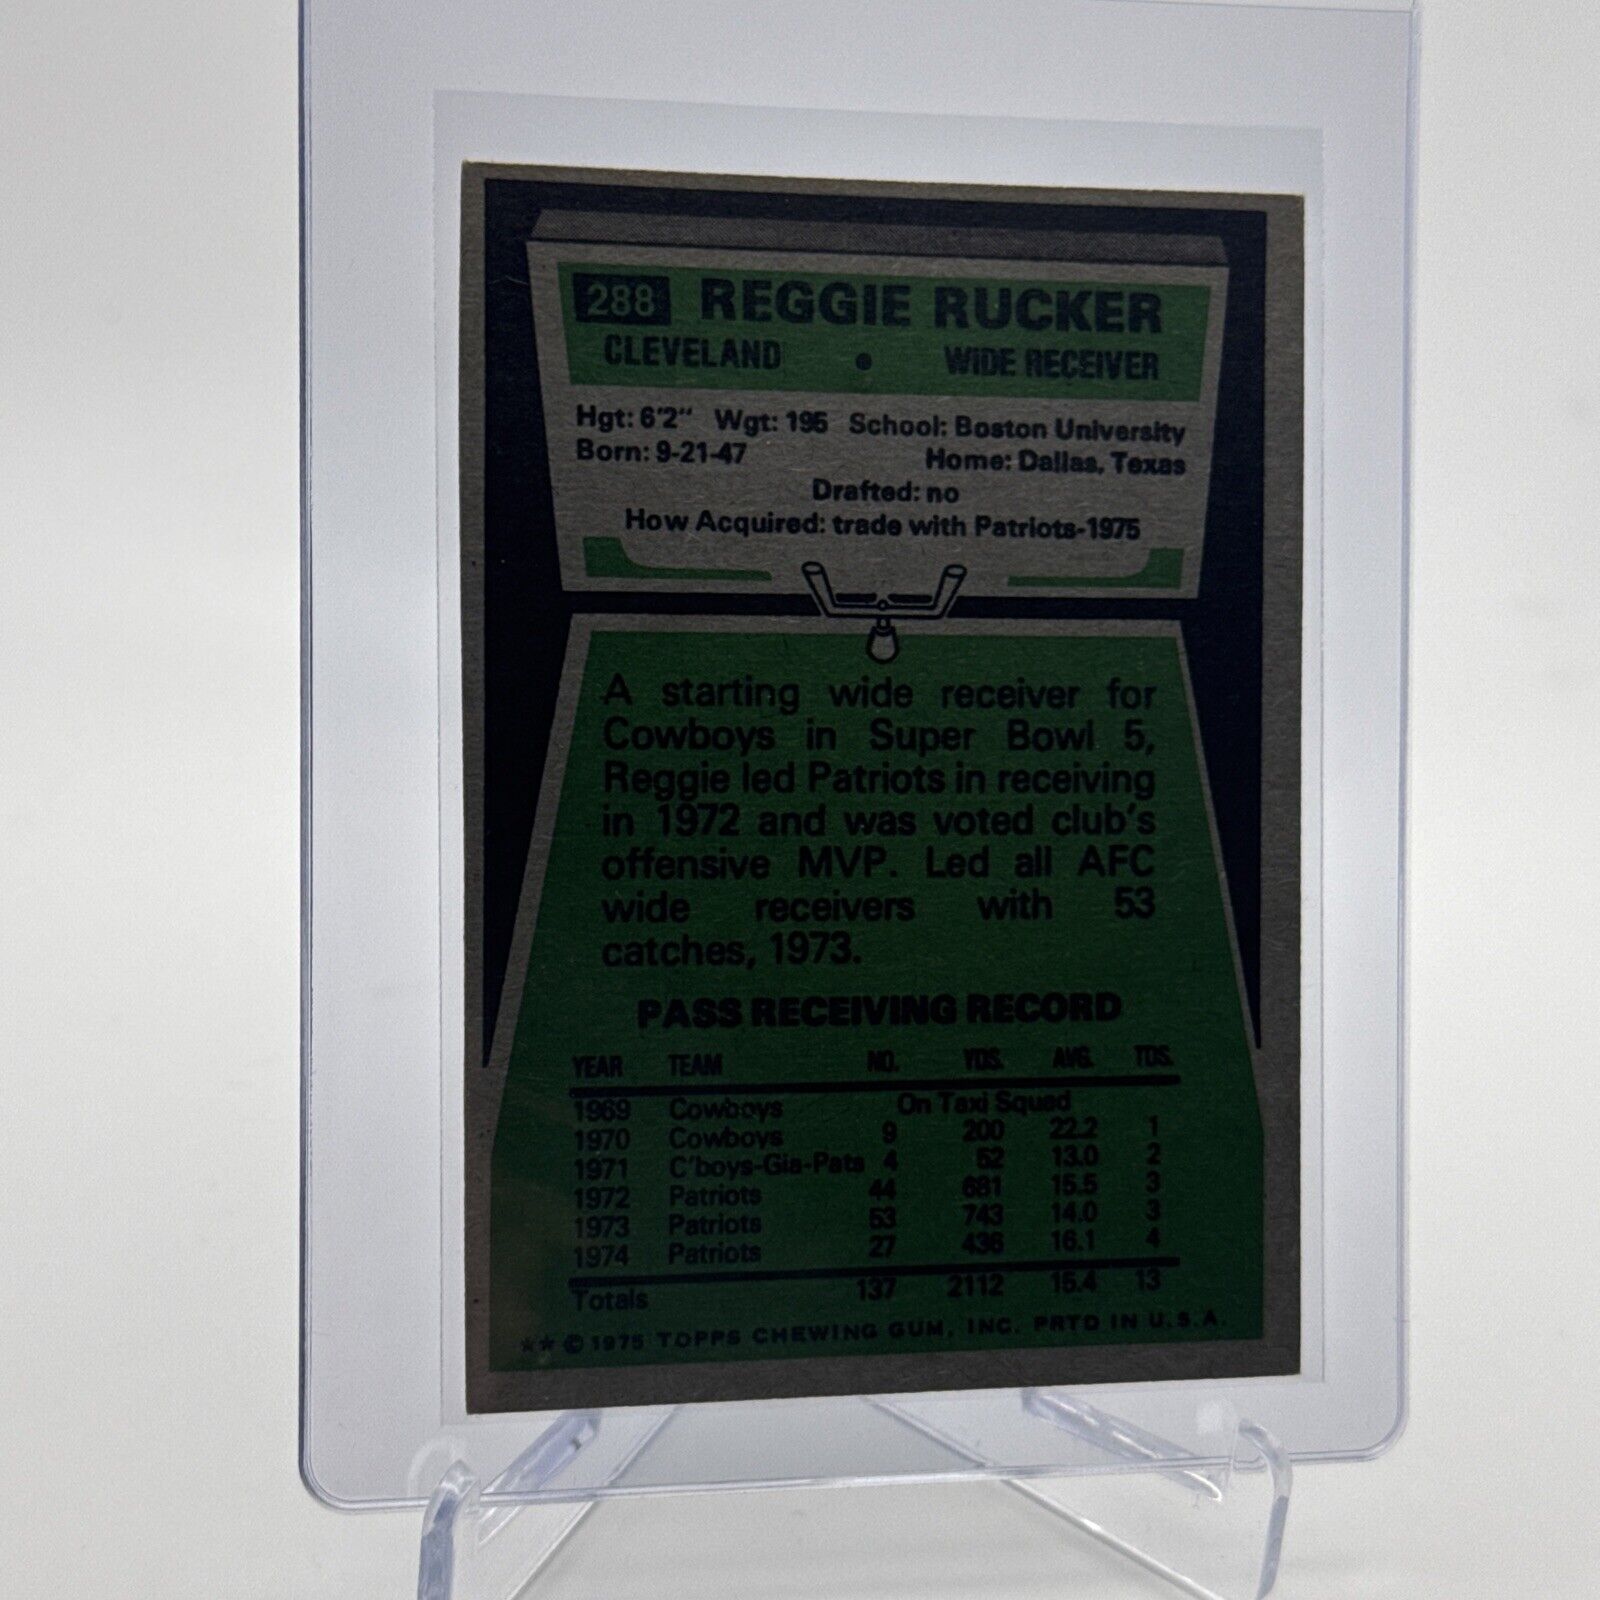 288 REGGIE RUCKER
CLEVELAND • WIDE RECEIVER
Hgt: 6'2" Wgt: 195 School: Boston University
Born: 9-21-47 Home: Dallas, Texas
Drafted: no
How Acquired: trade with Patriots-1975
A starting wide receiver for
Cowboys in Super Bowl 5,
Reggie led Patriots in receiving
in 1972 and was voted club's
offensive MVP. Led all AFC
wide receivers with 53
catches, 1973.
PASS RECEIVING RECORD
YEAR TEAM NO. YDS. AVG. TDS.
1969 Cowboys On Taxi Squad
1970 Cowboys 9 200 22.2 1
1971 C'boys-Gia-Pats 4 52 13.0 2
1972 Patriots 44 681 15.5 3
1973 Patriots 53 743 14.0 3
1974 Patriots 27 436 16.1 4
Totals 137 2112 15.4 13
** © 1975 TOPPS CHEWING GUM, INC. PRTD IN U.S.A.